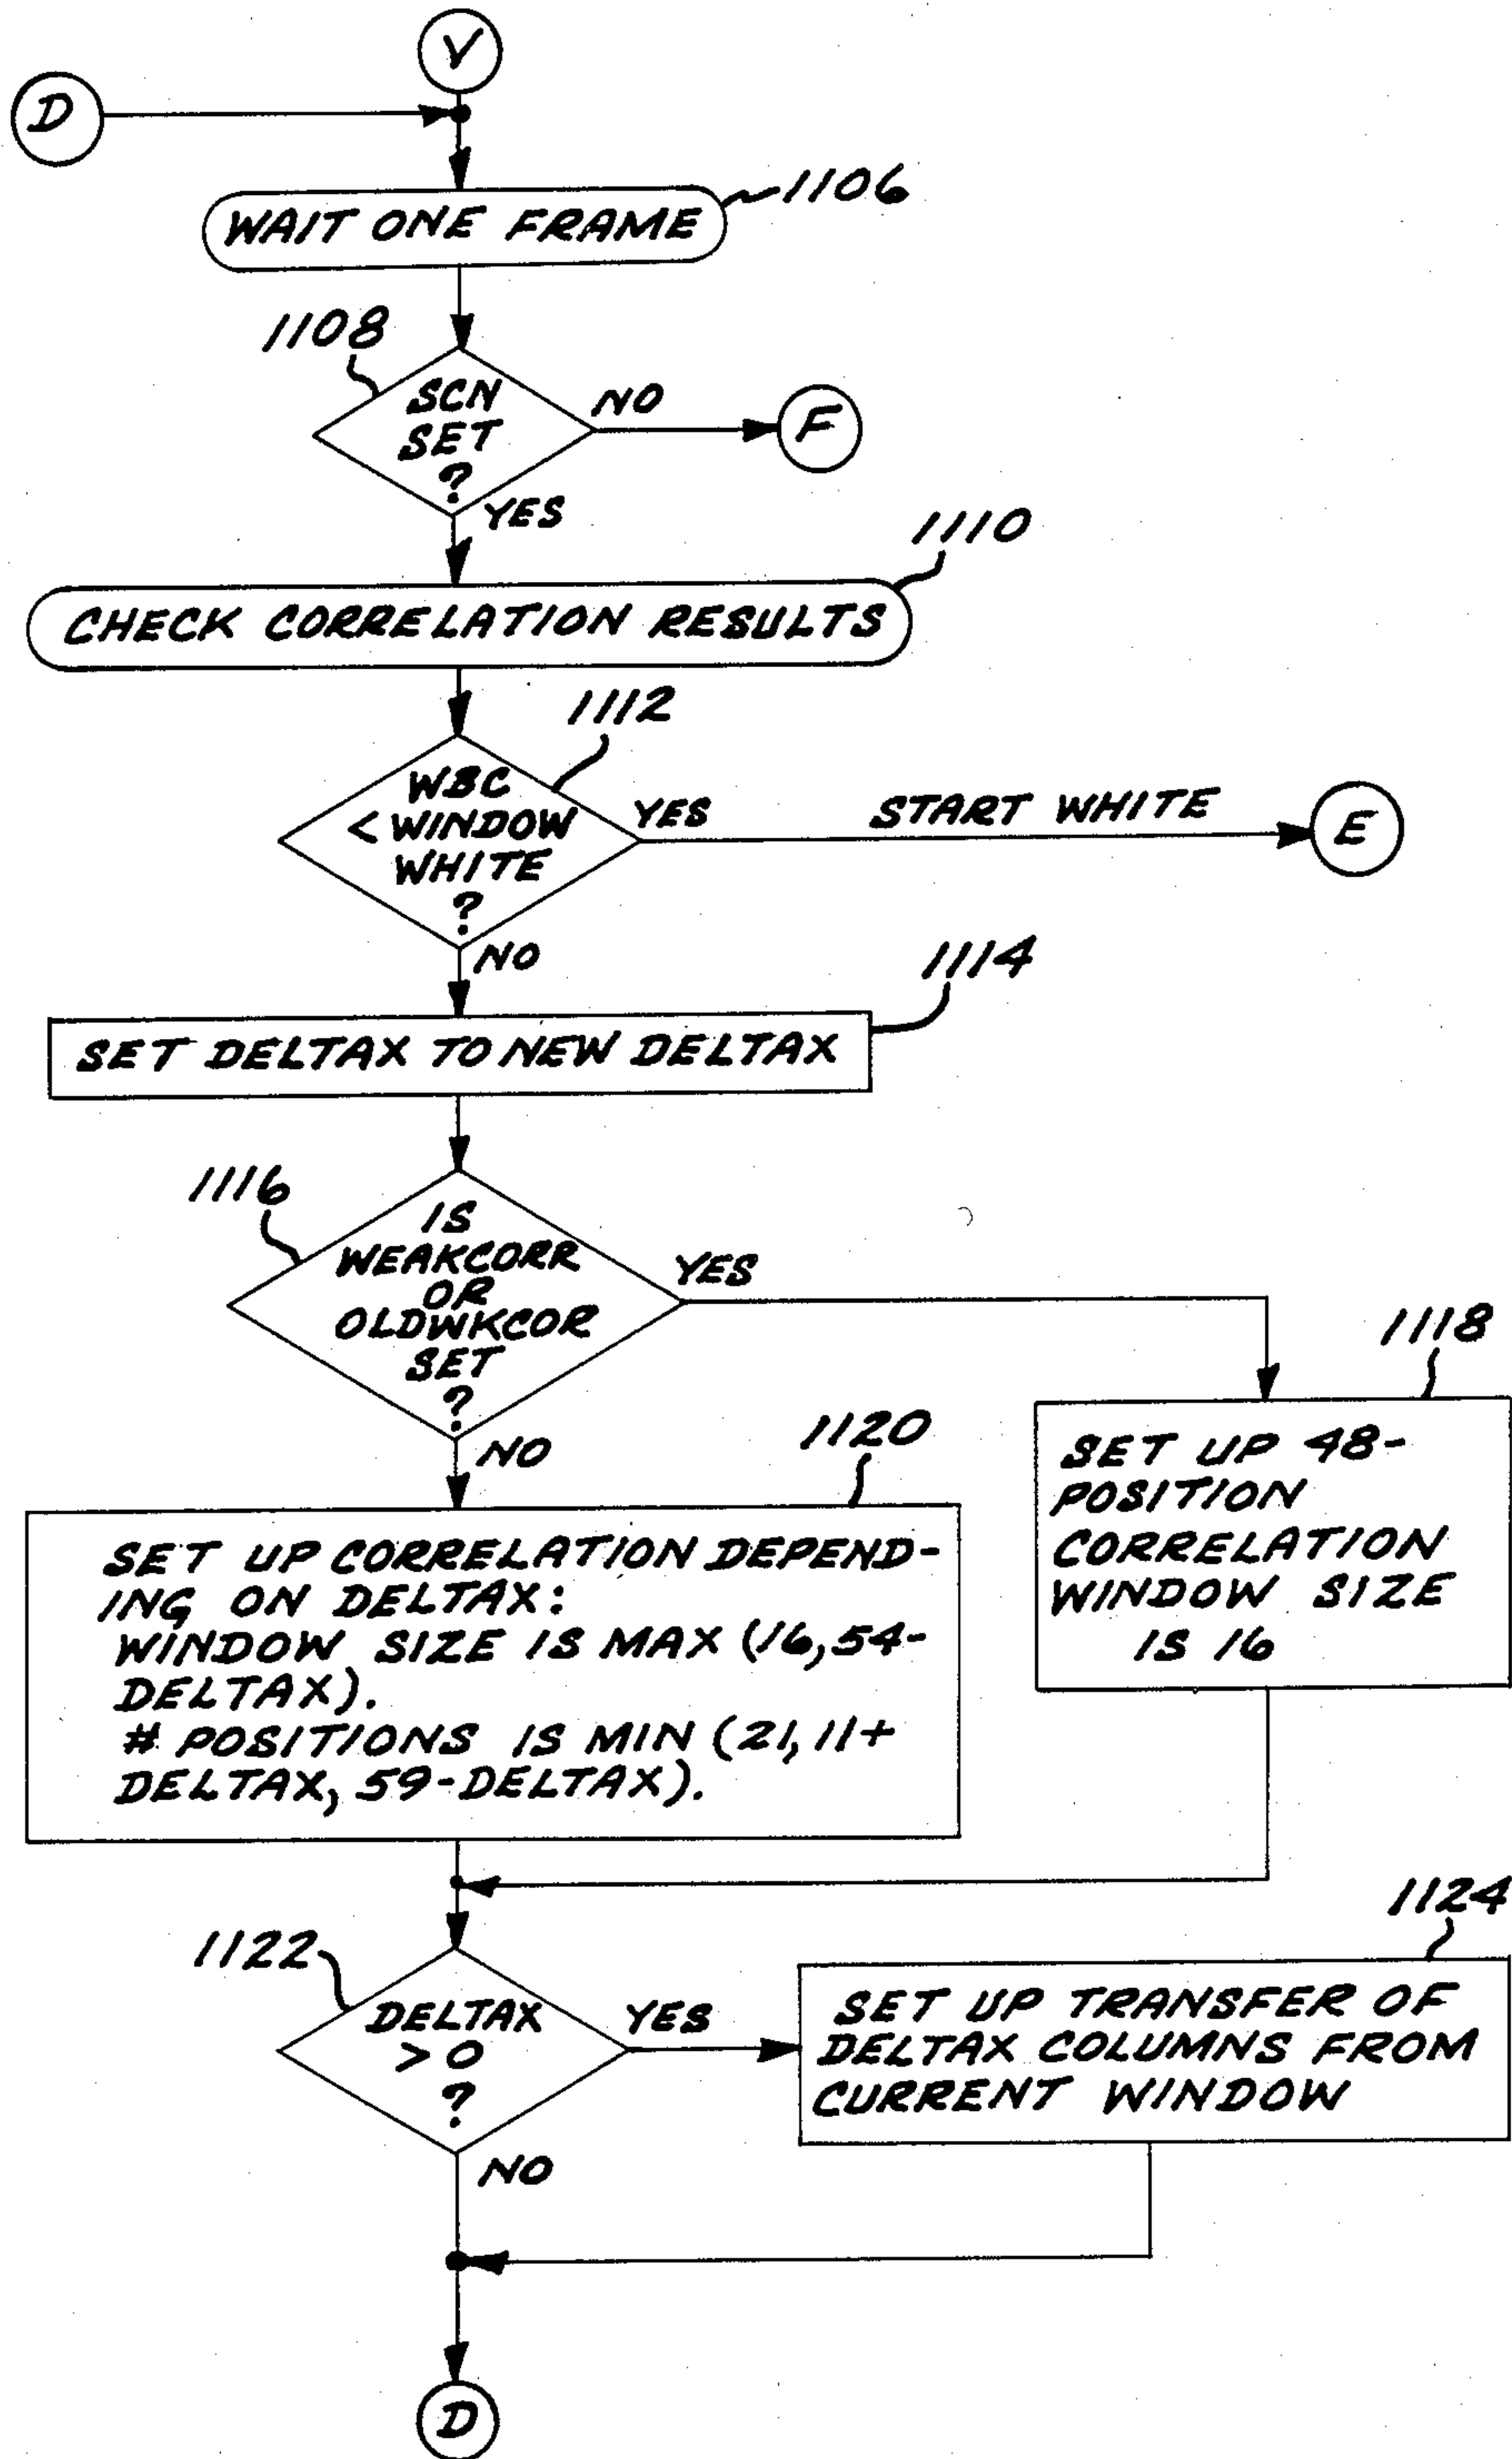 V
D
1106
WAIT ONE FRAME
1108
SCN
SET
?
NO
F
YES
1110
CHECK CORRELATION RESULTS
1112
WBC
< WINDOW
WHITE
?
YES
START WHITE
E
NO
1114
SET DELTAX TO NEW DELTAX
1116
IS
WEAKCORR
OR
OLDWKCOR
SET
?
YES
1118
NO
1120
SET UP 48-
POSITION
CORRELATION
WINDOW SIZE
IS 16
SET UP CORRELATION DEPEND-
ING ON DELTAX:
WINDOW SIZE IS MAX (16,54-
DELTAX).
# POSITIONS IS MIN (21,11+
DELTAX, 59-DELTAX).
1124
1122
DELTAX
> 0
?
YES
SET UP TRANSFER OF
DELTAX COLUMNS FROM
CURRENT WINDOW
NO
D